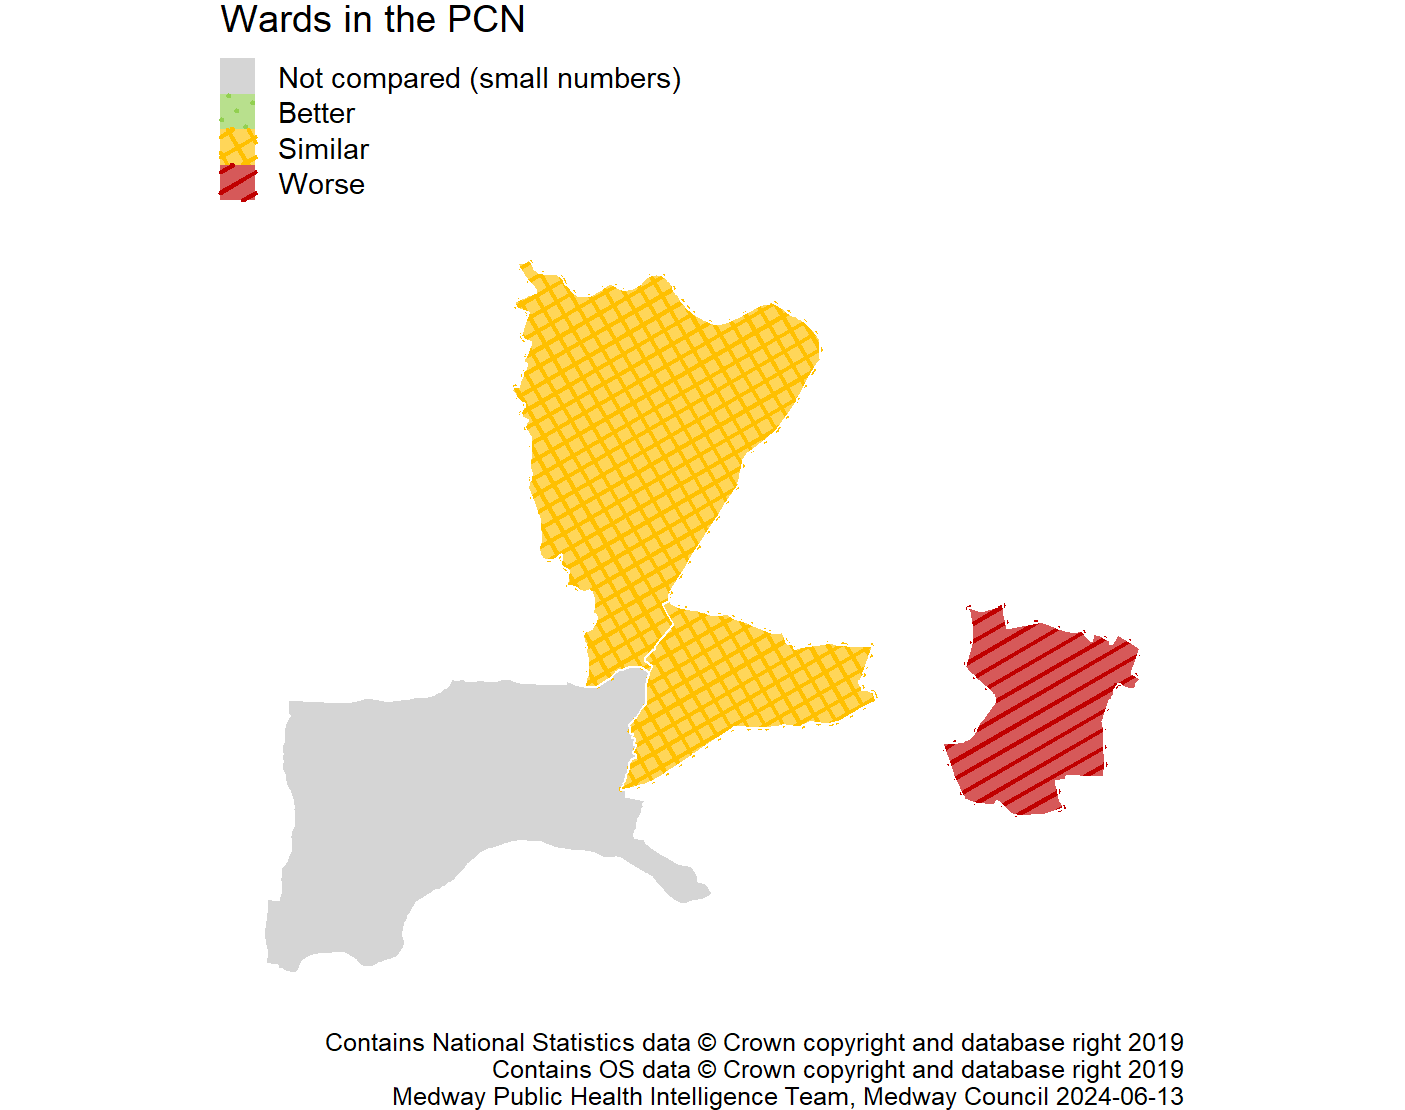 Wards in the PCN
Not compared (small numbers)
Better
Similar
Worse
Contains National Statistics data © Crown copyright and database right 2019
Contains OS data © Crown copyright and database right 2019
Medway Public Health Intelligence Team, Medway Council 2024-06-13